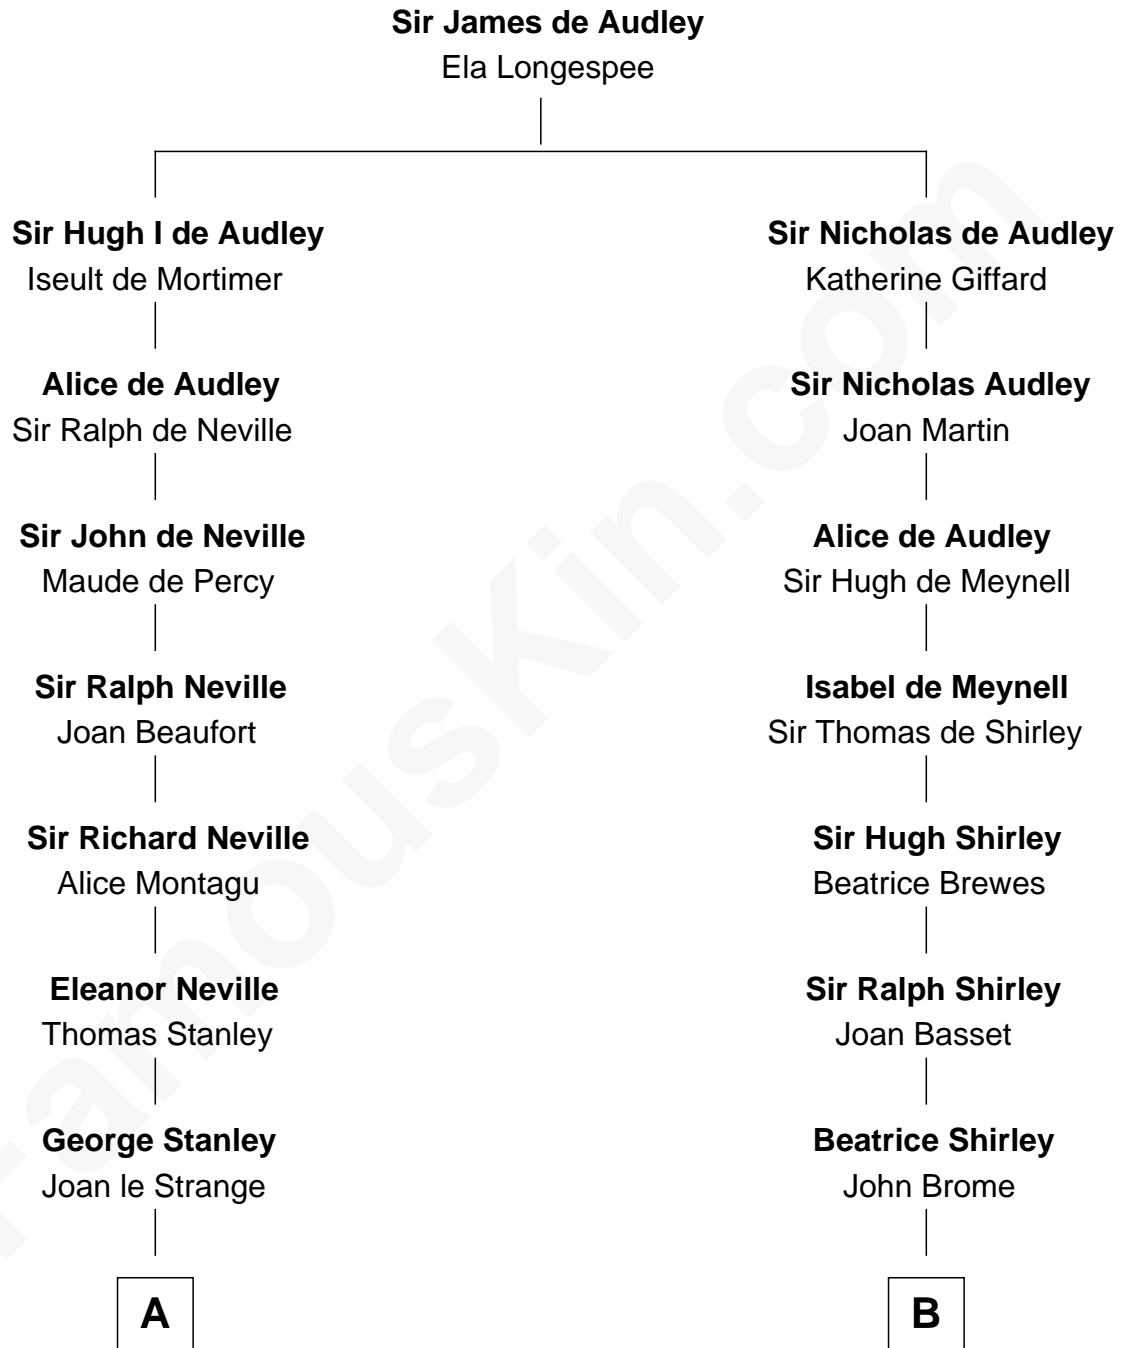 Sir James de Audley
Ela Longespee
Sir Hugh I de Audley
Iseult de Mortimer
Sir Nicholas de Audley
Katherine Giffard
Alice de Audley
Sir Ralph de Neville
Sir Nicholas Audley
Joan Martin
Sir John de Neville
Maude de Percy
Alice de Audley
Sir Hugh de Meynell
Sir Ralph Neville
Joan Beaufort
Isabel de Meynell
Sir Thomas de Shirley
Sir Richard Neville
Alice Montagu
Sir Hugh Shirley
Beatrice Brewes
Eleanor Neville
Thomas Stanley
Sir Ralph Shirley
Joan Basset
George Stanley
Joan le Strange
Beatrice Shirley
John Brome
A
B
FamousKin.com